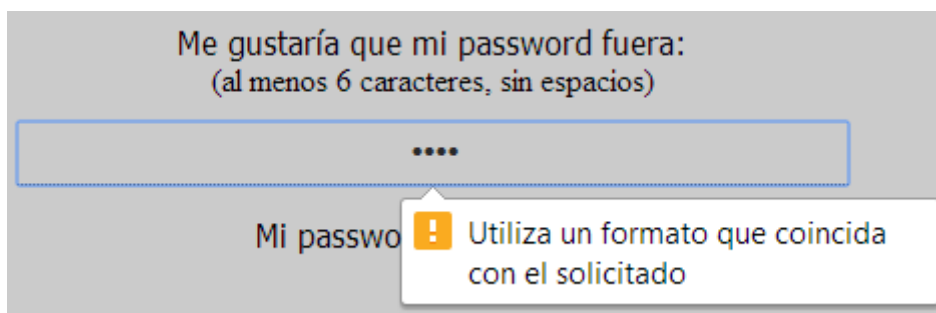 Me gustaría que mi password fuera:
(al menos 6 caracteres, sin espacios)
••••
Mi passwo
Utiliza un formato que coincida
con el solicitado